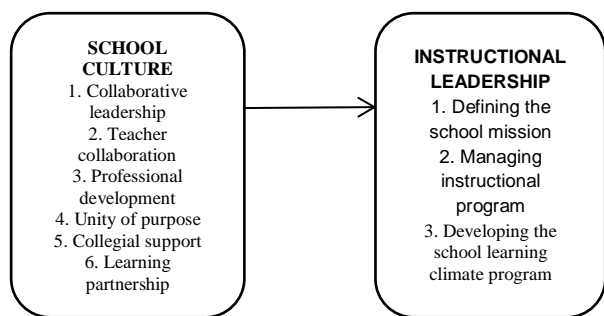 SCHOOL
CULTURE
1. Collaborative
leadership
2. Teacher
collaboration
3. Professional
development
4. Unity of purpose
5. Collegial support
6. Learning
partnership
INSTRUCTIONAL
LEADERSHIP
1. Defining the
school mission
2. Managing
instructional
program
3. Developing the
school learning
climate program